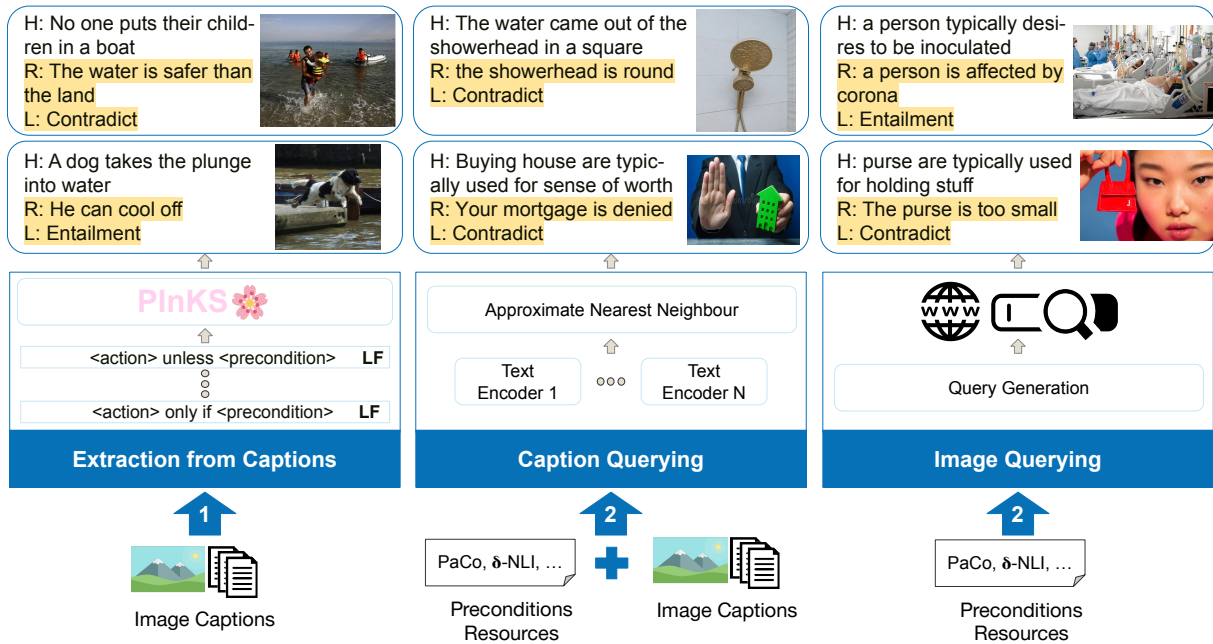 H: No one puts their chil-
dren in a boat
R: The water is safer than
the land
L: Contradict
H: The water came out of the
showerhead in a square
R: the showerhead is round
L: Contradict
H: a person typically desi-
res to be inoculated
R: a person is affected by
corona
L: Entailment
H: A dog takes the plunge
into water
R: He can cool off
L: Entailment
H: Buying house are typic-
ally used for sense of worth
R: Your mortgage is denied
L: Contradict
H: purse are typically used
for holding stuff
R: The purse is too small
L: Contradict
PInKS
<action> unless <precondition> LF
<action> only if <precondition> LF
Extraction from Captions
1
Image Captions
Approximate Nearest Neighbour
Text
Encoder 1
Text
Encoder N
Caption Querying
2
PaCo, δ-NLI, ...
Preconditions
Resources
Image Captions
WWW
Query Generation
Image Querying
2
PaCo, δ-NLI, ...
Preconditions
Resources